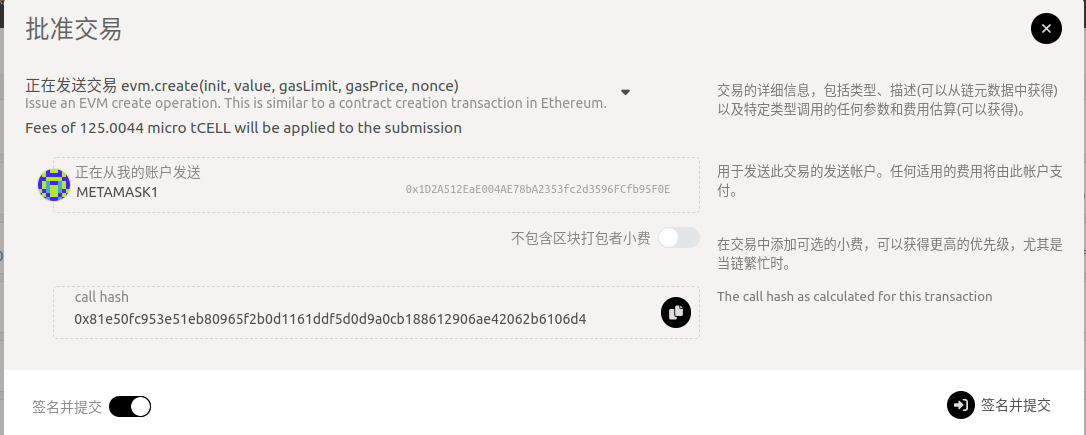 批准交易
正在发送交易 evm.create(init, value, gasLimit, gasPrice, nonce)
Issue an EVM create operation. This is similar to a contract creation transaction in Ethereum.
Fees of 125.0044 micro tCELL will be applied to the submission
交易的详细信息，包括类型、描述(可以从链元数据中获得)
以及特定类型调用的任何参数和费用估算(可以获得)。
正在从我的账户发送
METAMASK1
0x1D2A512EaE004AE78bA2353fc2d3596FCfb95F0E
用于发送此交易的发送帐户。任何适用的费用将由此帐户支
付。
不包含区块打包者小费
在交易中添加可选的小费，可以获得更高的优先级，尤其是
当链繁忙时。
call hash
0x81e50fc953e51eb80965f2b0d1161ddf5d0d9a0cb188612906ae42062b6106d4
The call hash as calculated for this transaction
签名并提交
签名并提交